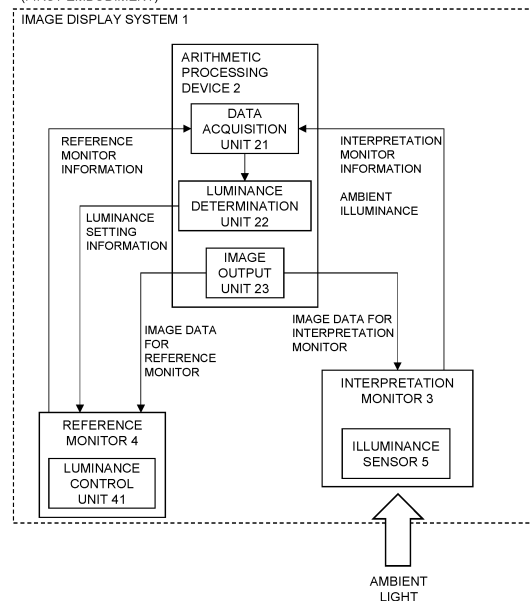 (FIRST EMBODIMENT)
IMAGE DISPLAY SYSTEM 1
ARITHMETIC
PROCESSING
DEVICE 2
DATA
ACQUISITION
UNIT 21
REFERENCE
MONITOR
INFORMATION
INTERPRETATION
MONITOR
INFORMATION
AMBIENT
ILLUMINANCE
LUMINANCE
DETERMINATION
UNIT 22
LUMINANCE
SETTING
INFORMATION
IMAGE
OUTPUT
UNIT 23
IMAGE DATA
FOR
REFERENCE
MONITOR
IMAGE DATA FOR
INTERPRETATION
MONITOR
REFERENCE
MONITOR 4
LUMINANCE
CONTROL
UNIT 41
INTERPRETATION
MONITOR 3
ILLUMINANCE
SENSOR 5
AMBIENT
LIGHT